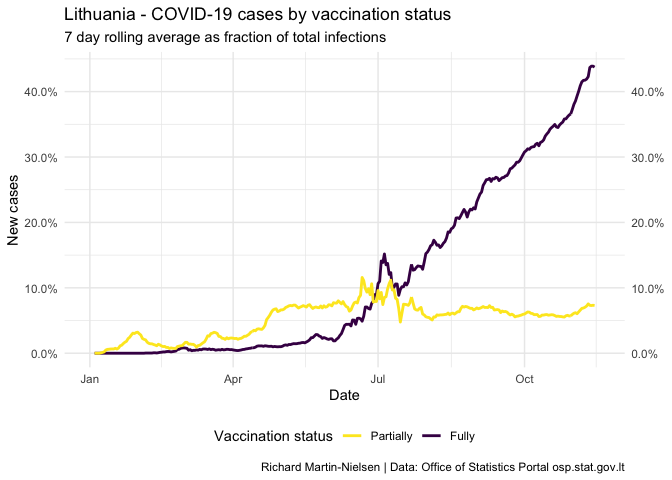 Lithuania - COVID-19 cases by vaccination status
7 day rolling average as fraction of total infections
40.0% 40.0%
30.0% 30.0%
New cases
20.0% 20.0%
10.0% 10.0%
0.0% 0.0%
Jan Apr Jul Oct
Date
Vaccination status Partially Fully
Richard Martin-Nielsen | Data: Office of Statistics Portal osp.stat.gov.lt